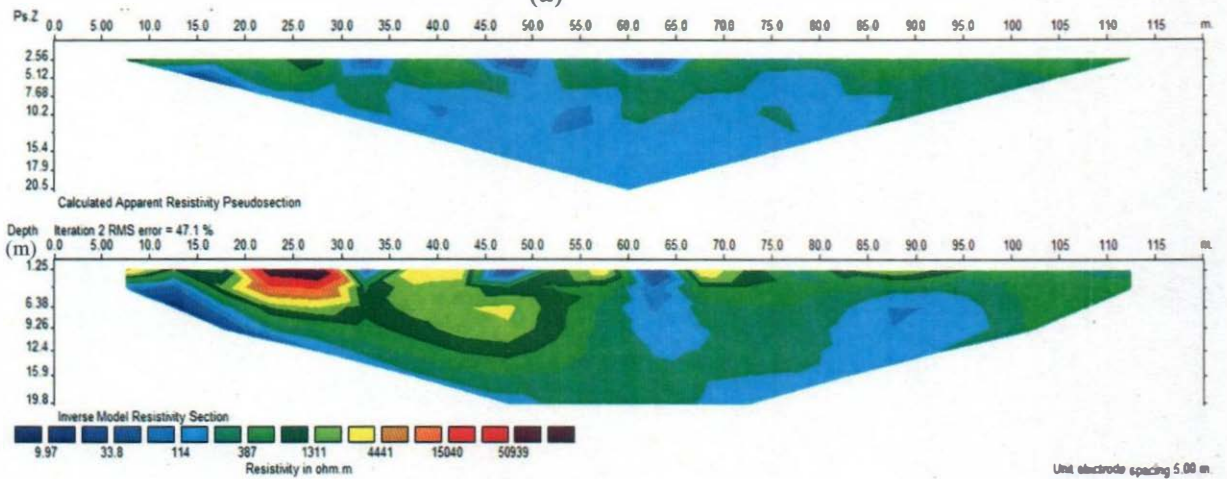 (a)
Ps.Z 0.0 5.00 10.0 15.0 20.0 25.0 30.0 35.0 40.0 45.0 50.0 55.0 60.0 65.0 70.0 75.0 80.0 85.0 90.0 95.0 100 105 110 115 m.
2.56
5.12
7.68
10.2
15.4
17.9
20.5
Calculated Apparent Resistivity Pseudosection
Depth Iteration 2 RMS error = 47.1 %
(m) 0.0 5.00 10.0 15.0 20.0 25.0 30.0 35.0 40.0 45.0 50.0 55.0 60.0 65.0 70.0 75.0 80.0 85.0 90.0 95.0 100 105 110 115 m.
1.25
6.38
9.26
12.4
15.9
19.8
Inverse Model Resistivity Section
9.97 33.8 114 387 1311 4441 15040 50939
Resistivity in ohm.m
Unit electrode spacing 5.00 m.